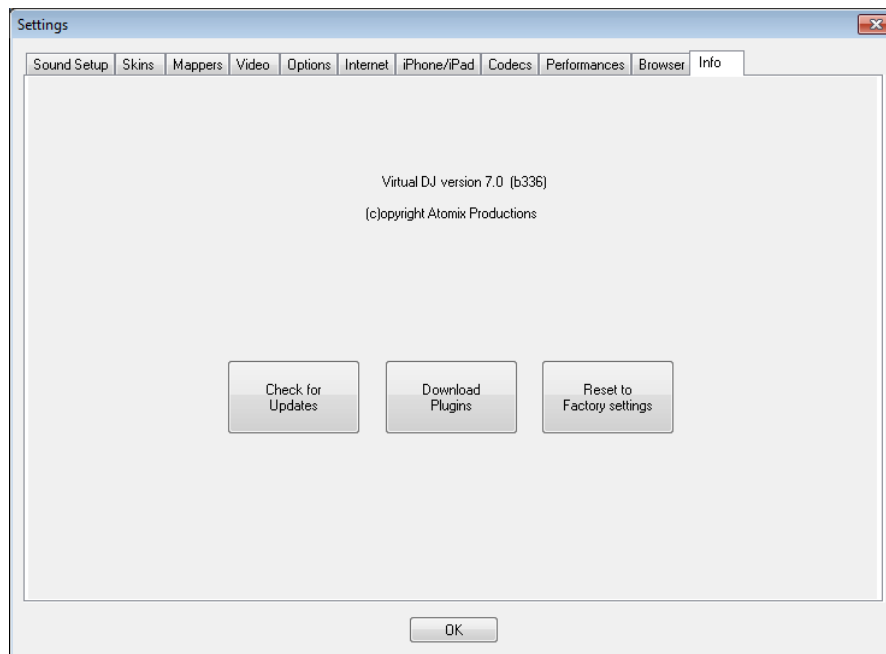 Settings
Sound Setup Skins Mappers Video Options Internet iPhone/iPad Codecs Performances Browser Info
Virtual DJ version 7.0 (b336)
(c)opyright Atomix Productions
Check for
Updates
Download
Plugins
Reset to
Factory settings
OK